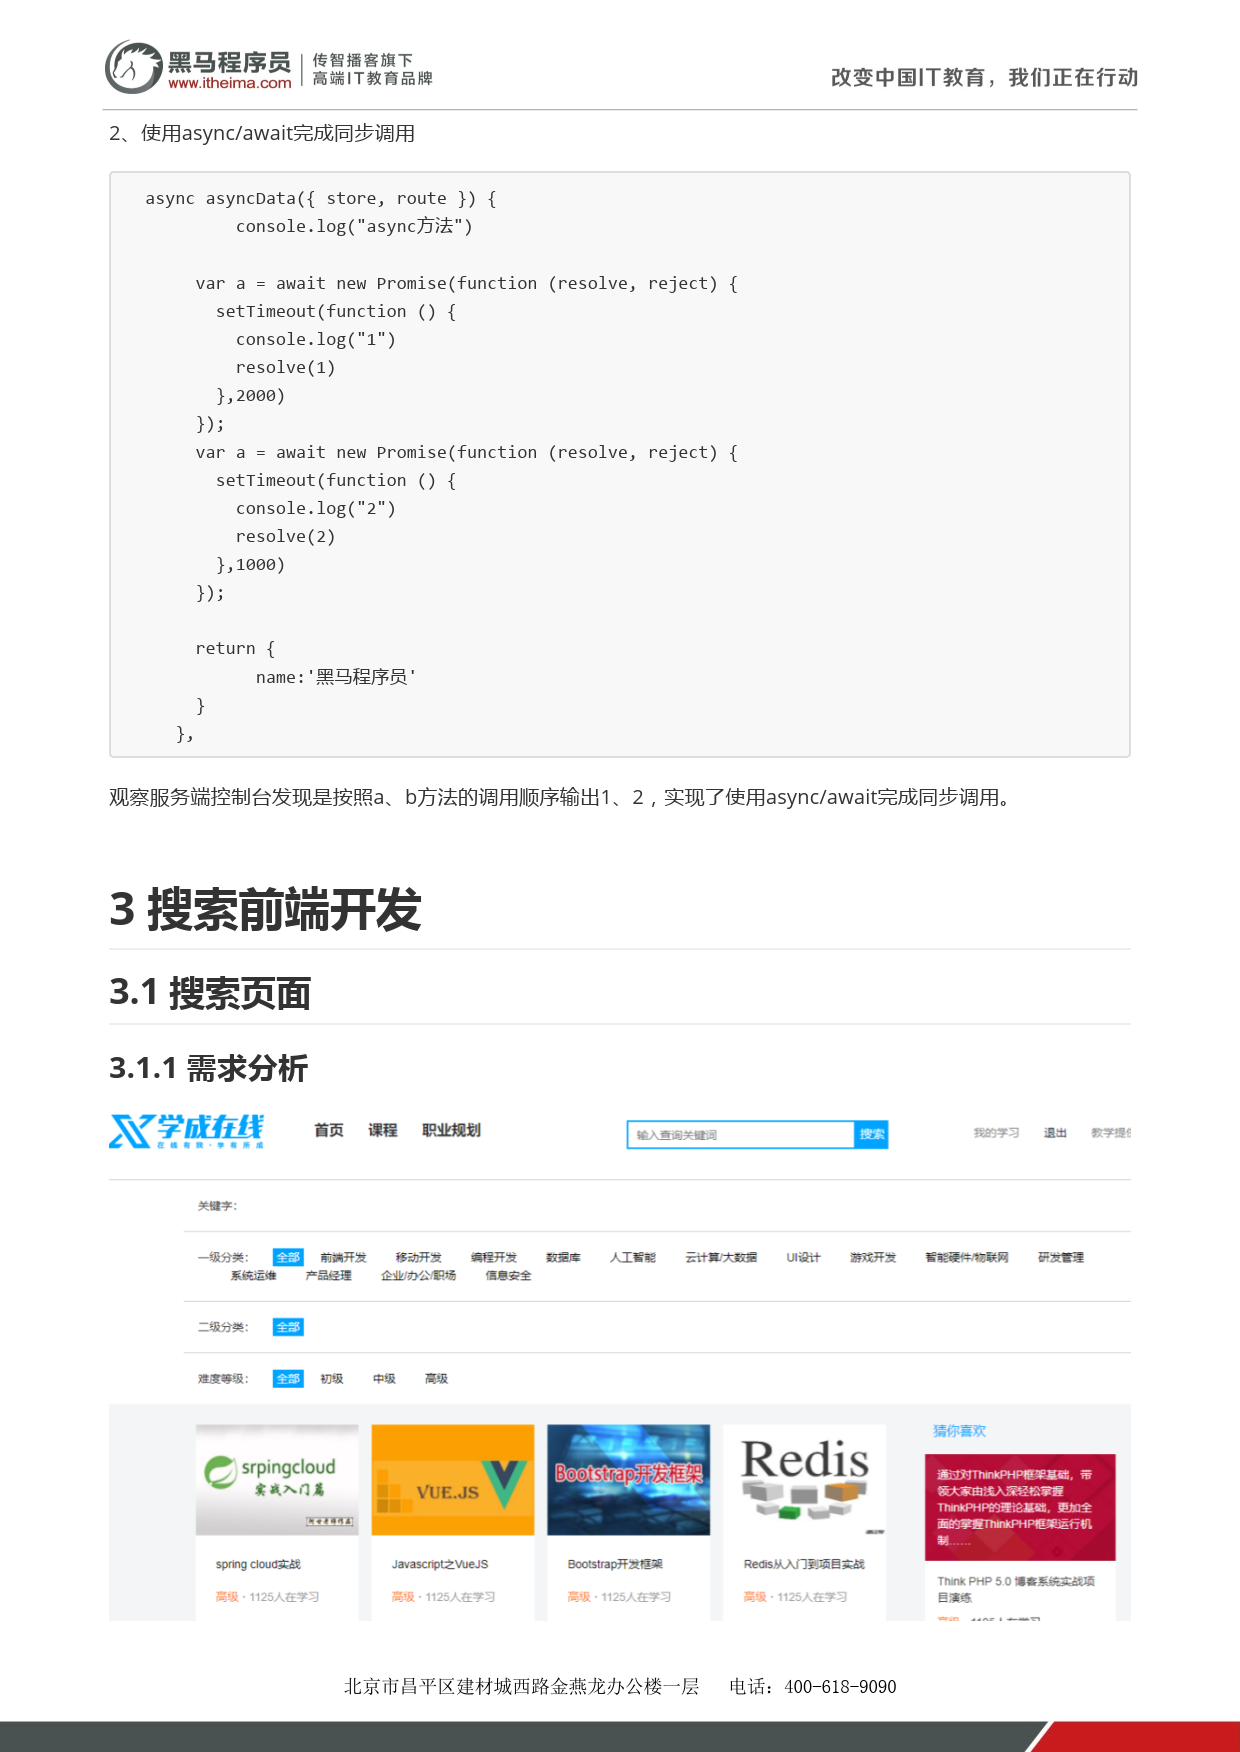 黑马程序员
www.itheima.com
传智播客旗下
高端IT教育品牌
改变中国IT教育，我们正在行动
2、使用async/await完成同步调用
async asyncData({ store, route }) {
console.log("async方法")
var a = await new Promise(function (resolve, reject) {
setTimeout(function () {
console.log("1")
resolve(1)
},2000)
});
var a = await new Promise(function (resolve, reject) {
setTimeout(function () {
console.log("2")
resolve(2)
},1000)
});
return {
name:'黑马程序员'
}
},
观察服务端控制台发现是按照a、b方法的调用顺序输出1、2，实现了使用async/await完成同步调用。
3 搜索前端开发
3.1 搜索页面
3.1.1 需求分析
学成在线
在线有我·学有所成
首页 课程 职业规划
输入查询关键词 搜索
我的学习 退出 教学提供
关键字：
一级分类： 全部 前端开发 移动开发 编程开发 数据库 人工智能 云计算/大数据 UI设计 游戏开发 智能硬件/物联网 研发管理
系统运维 产品经理 企业/办公/职场 信息安全
二级分类： 全部
难度等级： 全部 初级 中级 高级
srpingcloud
实战入门篇
VUE.JS
Bootstrap开发框架
Redis
猜你喜欢
通过对ThinkPHP框架基础，带
领大家由浅入深轻松掌握
ThinkPHP的理论基础，更加全
面的掌握ThinkPHP框架运行机
制……
spring cloud实战
高级 · 1125人在学习
Javascript之VueJS
高级 · 1125人在学习
Bootstrap开发框架
高级 · 1125人在学习
Redis从入门到项目实战
高级 · 1125人在学习
Think PHP 5.0 博客系统实战项
目演练
高级 · 1125人在学习
北京市昌平区建材城西路金燕龙办公楼一层 电话：400-618-9090